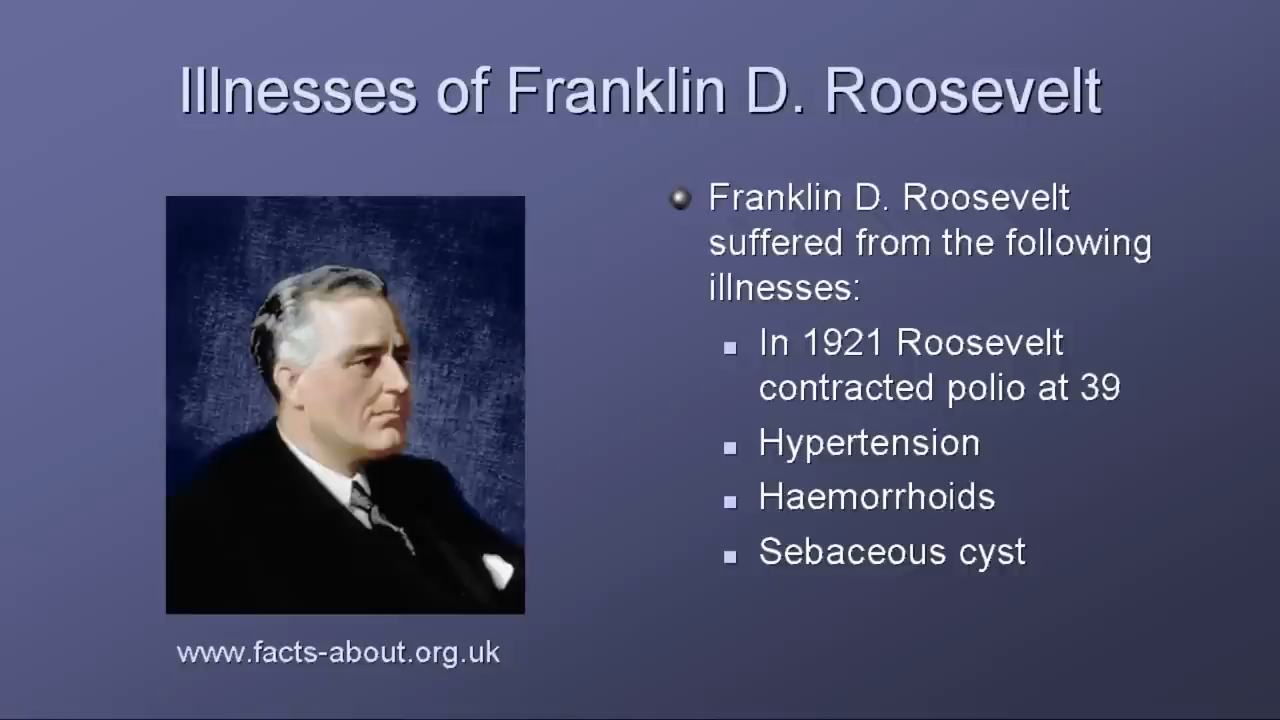 Illnesses of Franklin D. Roosevelt
Franklin D. Roosevelt
suffered from the following
illnesses:
In 1921 Roosevelt
contracted polio at 39
Hypertension
Haemorrhoids
Sebaceous cyst
www.facts-about.org.uk